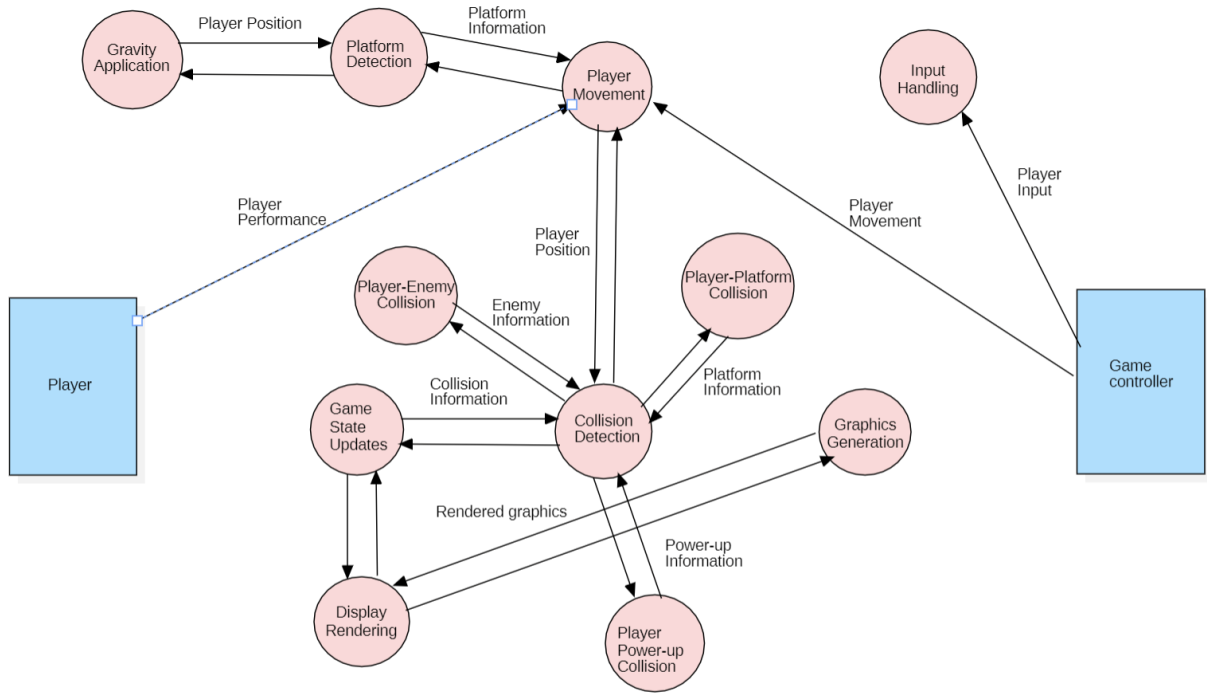 Player Position
Platform
Information
Gravity
Application
Platform
Detection
Player
Movement
Input
Handling
Player
Input
Player
Performance
Player
Movement
Player
Position
Player-Enemy
Collision
Enemy
Information
Player-Platform
Collision
Player
Game
controller
Platform
Information
Collision
Information
Game
State
Updates
Collision
Detection
Graphics
Generation
Rendered graphics
Power-up
Information
Display
Rendering
Player
Power-up
Collision